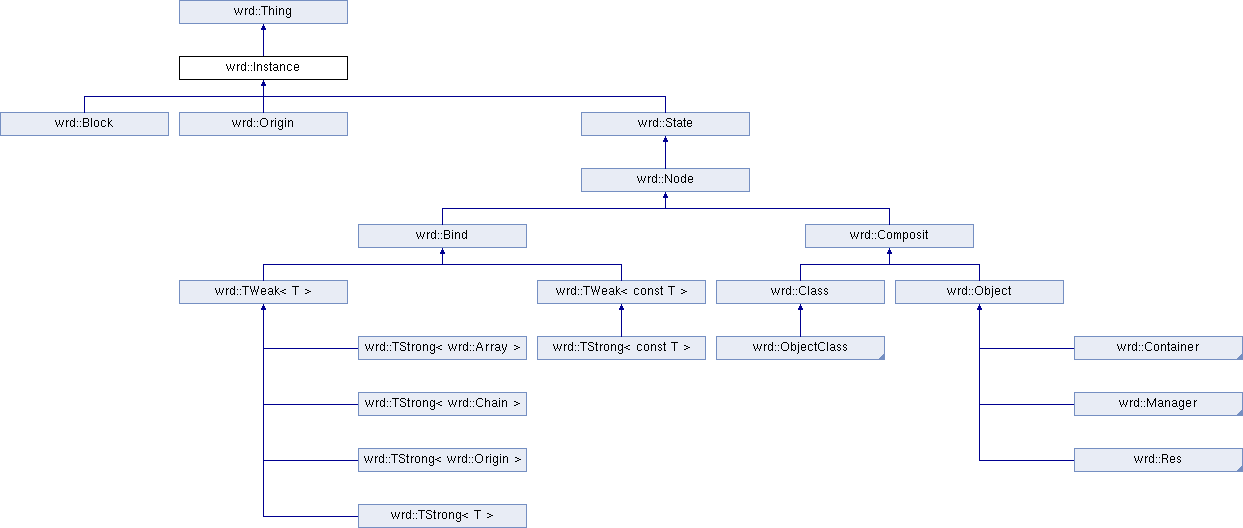 wrd::Thing
wrd::Instance
wrd::Block
wrd::Origin
wrd::State
wrd::Node
wrd::Bind
wrd::Composit
wrd::TWeak< T >
wrd::TWeak< const T >
wrd::Class
wrd::Object
wrd::TStrong< wrd::Array >
wrd::TStrong< const T >
wrd::ObjectClass
wrd::Container
wrd::TStrong< wrd::Chain >
wrd::Manager
wrd::TStrong< wrd::Origin >
wrd::Res
wrd::TStrong< T >